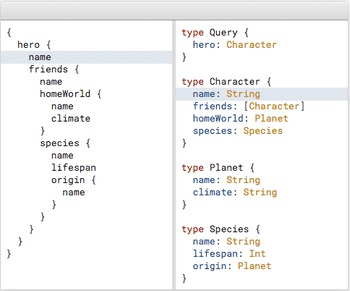 {
  hero {
    name
    friends {
      name
      homeWorld {
        name
        climate
      }
      species {
        name
        lifespan
        origin {
          name
        }
      }
    }
  }
}
type Query {
  hero: Character
}

type Character {
  name: String
  friends: [Character]
  homeWorld: Planet
  species: Species
}

type Planet {
  name: String
  climate: String
}

type Species {
  name: String
  lifespan: Int
  origin: Planet
}